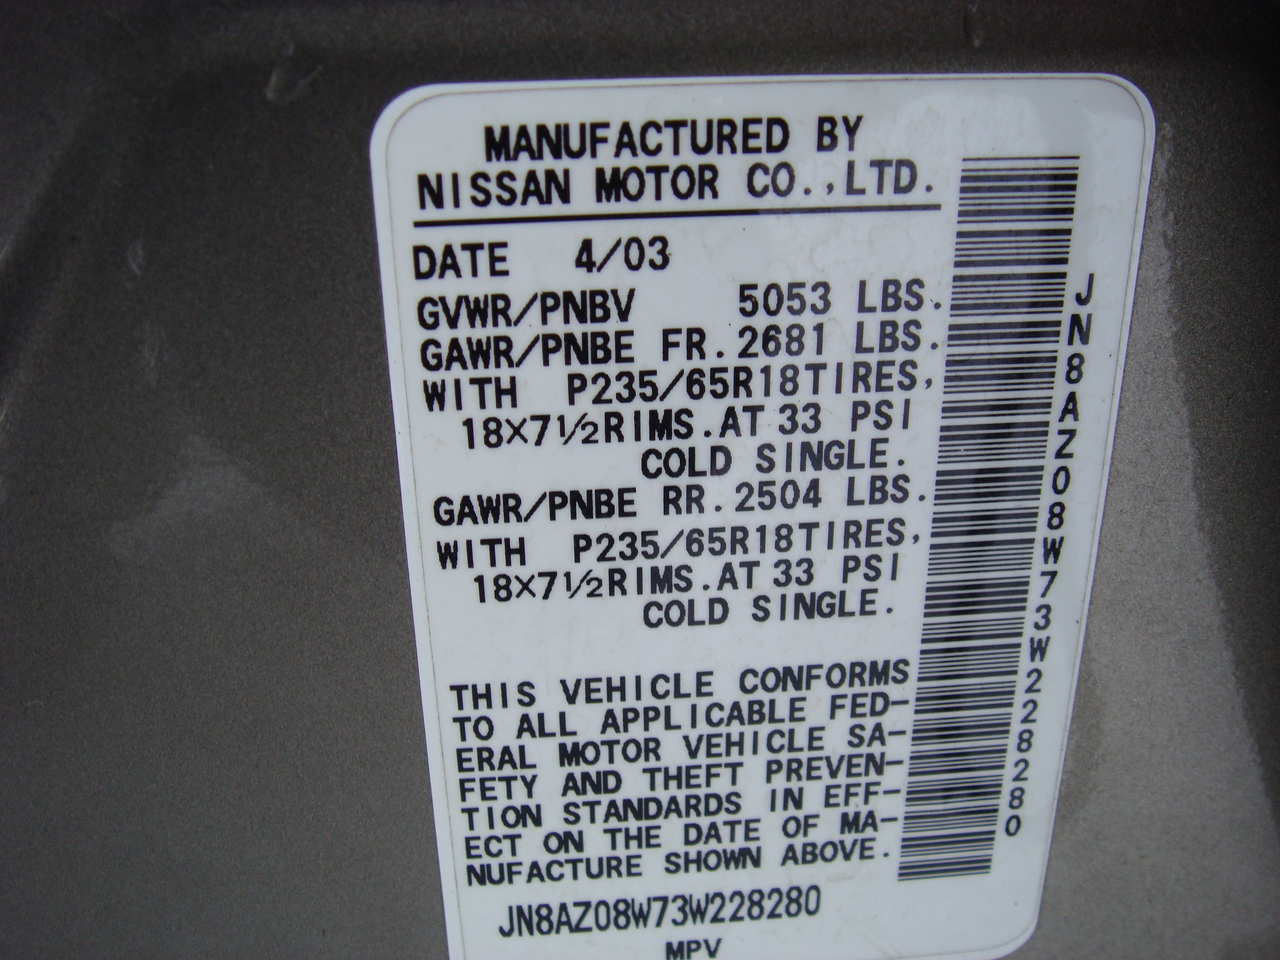 MANUFACTURED BY
NISSAN MOTOR CO.,LTD.
DATE 4/03
GVWR/PNBV 5053 LBS.
GAWR/PNBE FR.2681 LBS.
WITH P235/65R18TIRES,
18×7½RIMS.AT 33 PSI
COLD SINGLE.
GAWR/PNBE RR.2504 LBS.
WITH P235/65R18TIRES,
18×7½RIMS.AT 33 PSI
COLD SINGLE.
THIS VEHICLE CONFORMS
TO ALL APPLICABLE FED-
ERAL MOTOR VEHICLE SA-
FETY AND THEFT PREVEN-
TION STANDARDS IN EFF-
ECT ON THE DATE OF MA-
NUFACTURE SHOWN ABOVE.
JN8AZ08W73W228280
MPV
JN8AZ08W73W228280